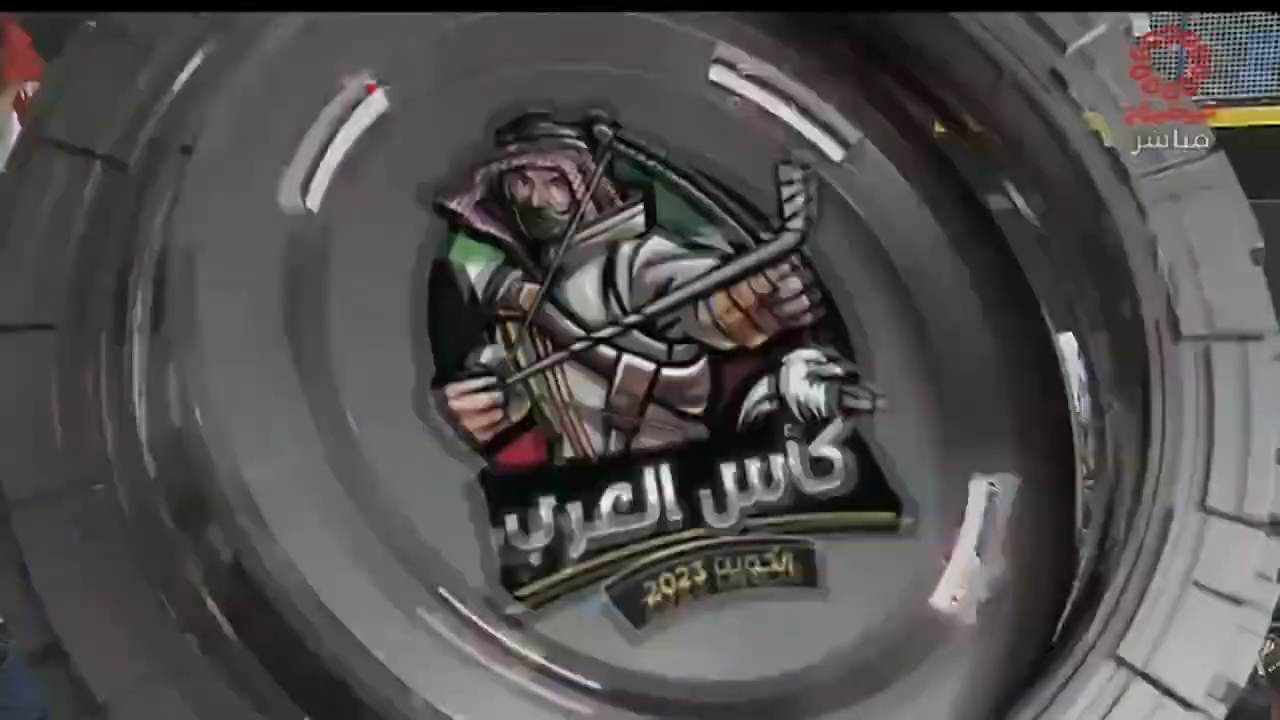 مباشر
كأس العرب
الكويت 2023